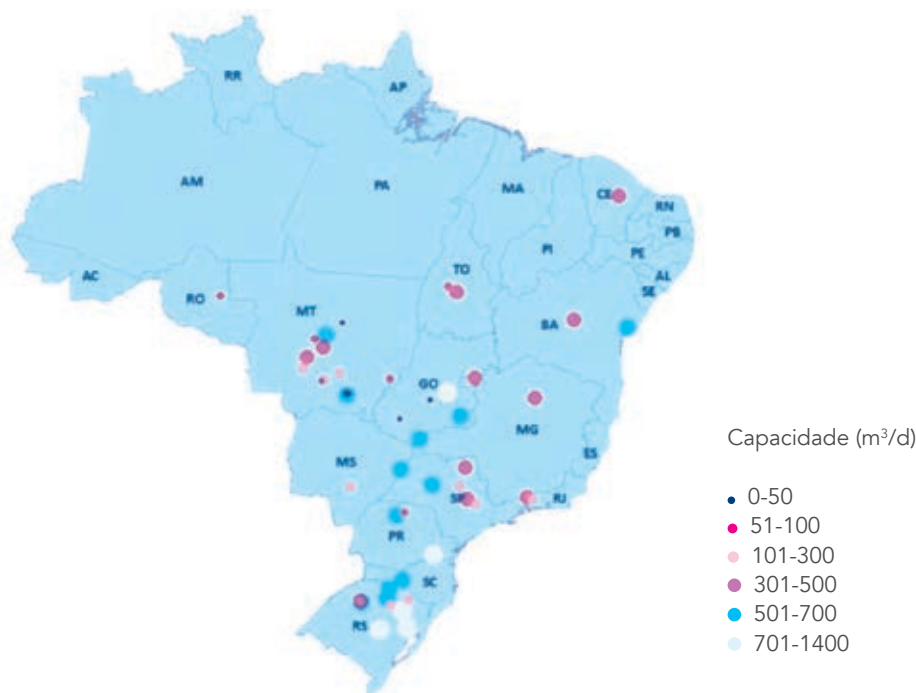 RR
AP
AM
PA
MA
CE
RN
PB
PI
PE
AL
SE
AC
TO
RO
MT
BA
GO
MG
ES
MS
SP
RJ
PR
SC
RS
Capacidade (m³/d)
0-50
51-100
101-300
301-500
501-700
701-1400